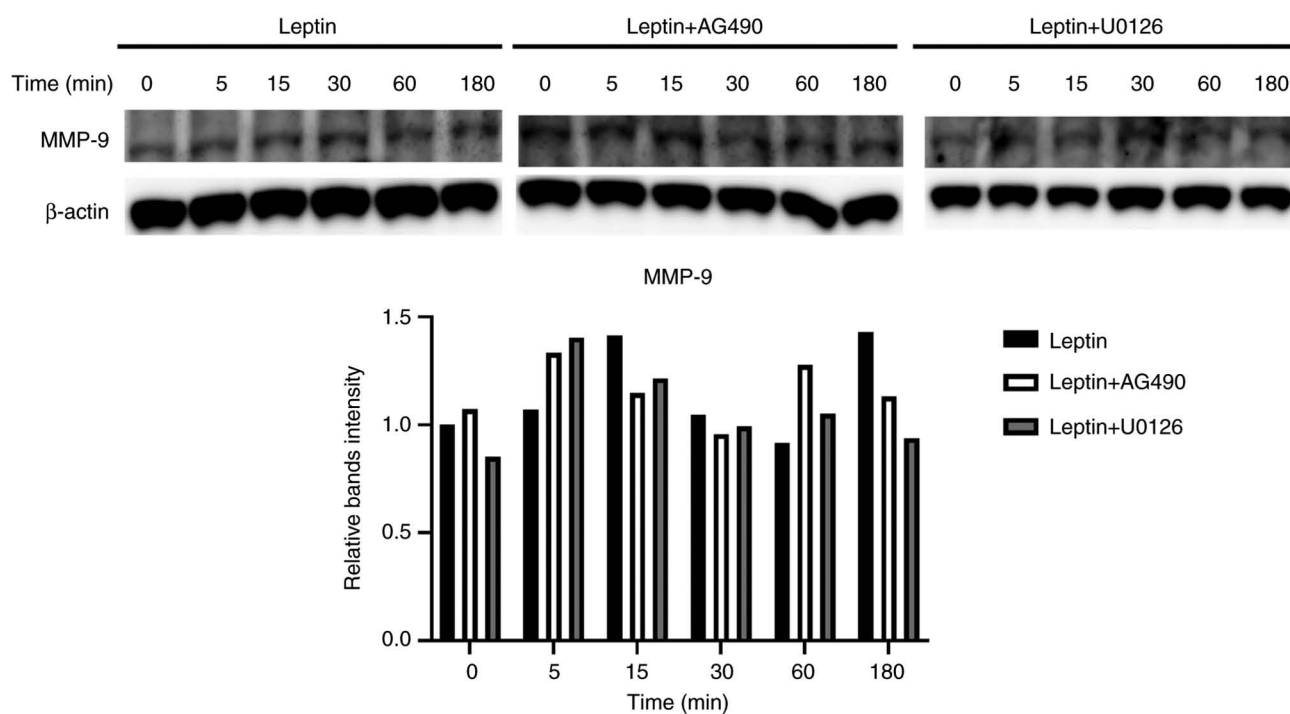 Leptin Leptin+AG490 Leptin+U0126
Time (min) 0 5 15 30 60 180 0 5 15 30 60 180 0 5 15 30 60 180
MMP-9
β-actin
MMP-9
Relative bands intensity
1.5
1.0
0.5
0.0
0 5 15 30 60 180
Time (min)
Leptin
Leptin+AG490
Leptin+U0126